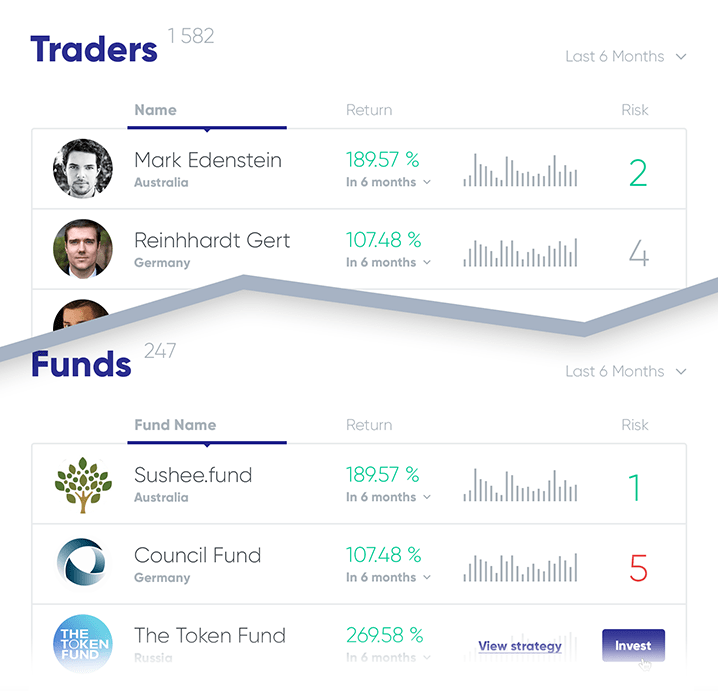 Traders 1 582
Last 6 Months
Name Return Risk
Mark Edenstein 189.57 % 2
Australia In 6 months
Reinhhardt Gert 107.48 % 4
Germany In 6 months
Funds 247
Last 6 Months
Fund Name Return Risk
Sushee.fund 189.57 % 1
Australia In 6 months
Council Fund 107.48 % 5
Germany In 6 months
THE
TOKEN
FUND
The Token Fund 269.58 % View strategy Invest
Russia In 6 months